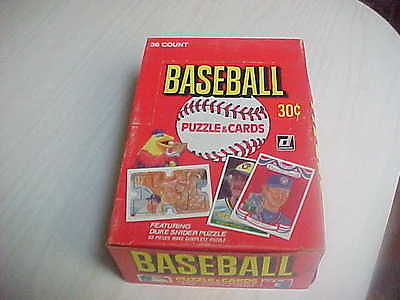 36 COUNT
BASEBALL
PUZZLE & CARDS
30¢
FEATURING
DUKE SNIDER PUZZLE
63 PIECES MAKE COMPLETE PUZZLE
BASEBALL
PUZZLE & CARDS